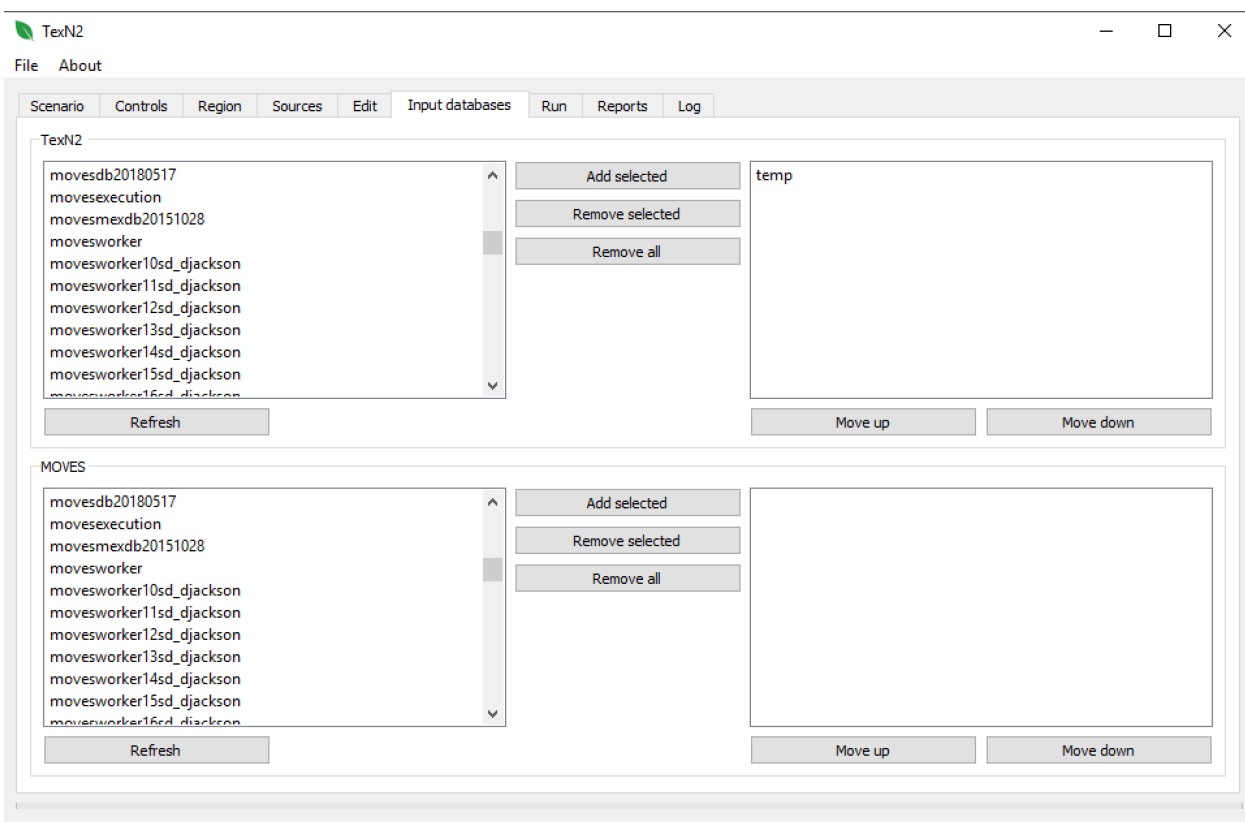 TexN2
File About
Scenario Controls Region Sources Edit Input databases Run Reports Log
TexN2
movesdb20180517
movesexecution
movesmexdb20151028
movesworker
movesworker10sd_djackson
movesworker11sd_djackson
movesworker12sd_djackson
movesworker13sd_djackson
movesworker14sd_djackson
movesworker15sd_djackson
movesworker16sd_djackson
Refresh
Add selected
Remove selected
Remove all
temp
Move up Move down
MOVES
movesdb20180517
movesexecution
movesmexdb20151028
movesworker
movesworker10sd_djackson
movesworker11sd_djackson
movesworker12sd_djackson
movesworker13sd_djackson
movesworker14sd_djackson
movesworker15sd_djackson
movesworker16sd_djackson
Refresh
Add selected
Remove selected
Remove all
Move up Move down